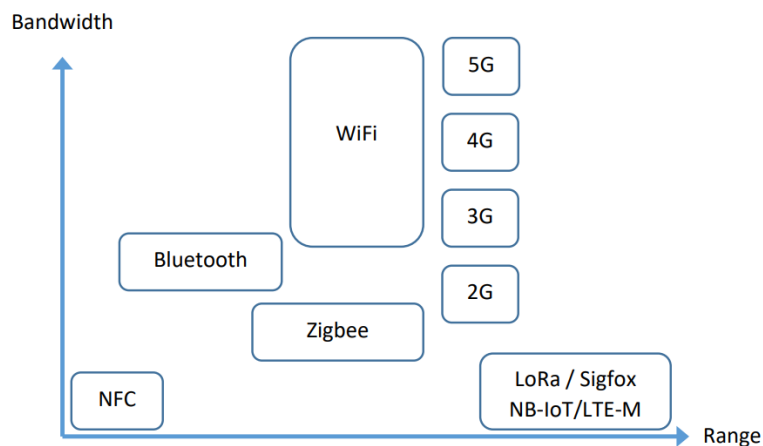 Bandwidth
5G
WiFi
4G
3G
Bluetooth
2G
Zigbee
LoRa / Sigfox
NB-IoT/LTE-M
NFC
Range